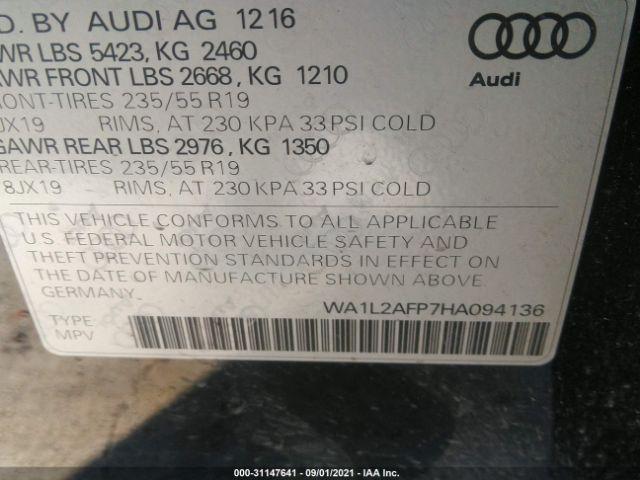 D. BY AUDI AG 1216
WR LBS 5423, KG 2460
AWR FRONT LBS 2668, KG 1210
ONT-TIRES 235/55 R19
JX19 RIMS, AT 230 KPA 33 PSI COLD
GAWR REAR LBS 2976, KG 1350
REAR-TIRES 235/55 R19
8JX19 RIMS, AT 230 KPA 33 PSI COLD
Audi
THIS VEHICLE CONFORMS TO ALL APPLICABLE
U.S. FEDERAL MOTOR VEHICLE SAFETY AND
THEFT PREVENTION STANDARDS IN EFFECT ON
THE DATE OF MANUFACTURE SHOWN ABOVE.
GERMANY.
WA1L2AFP7HA094136
TYPE
MPV
000-31147641 - 09/01/2021 - IAA Inc.